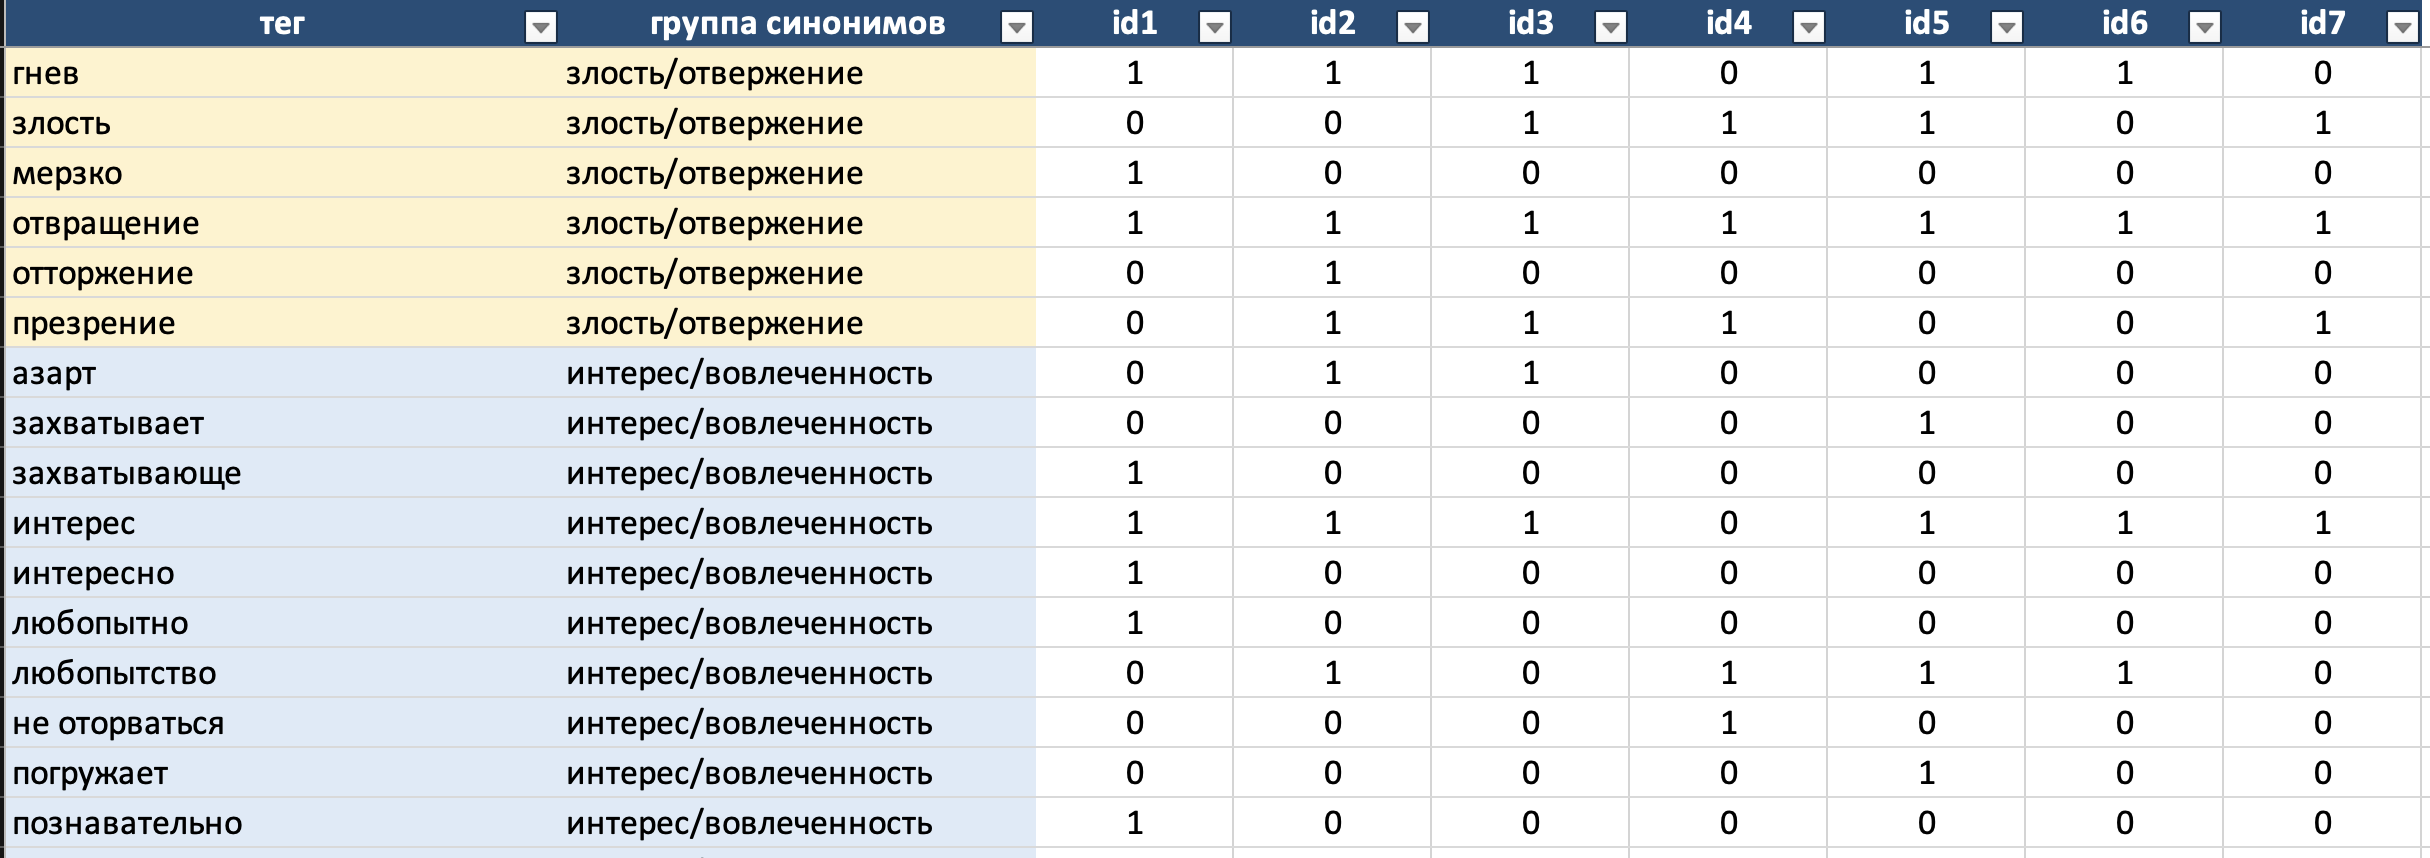 тег группа синонимов id1 id2 id3 id4 id5 id6 id7
гнев злость/отвержение 1 1 1 0 1 1 0
злость злость/отвержение 0 0 1 1 1 0 1
мерзко злость/отвержение 1 0 0 0 0 0 0
отвращение злость/отвержение 1 1 1 1 1 1 1
отторжение злость/отвержение 0 1 0 0 0 0 0
презрение злость/отвержение 0 1 1 1 0 0 1
азарт интерес/вовлеченность 0 1 1 0 0 0 0
захватывает интерес/вовлеченность 0 0 0 0 1 0 0
захватывающе интерес/вовлеченность 1 0 0 0 0 0 0
интерес интерес/вовлеченность 1 1 1 0 1 1 1
интересно интерес/вовлеченность 1 0 0 0 0 0 0
любопытно интерес/вовлеченность 1 0 0 0 0 0 0
любопытство интерес/вовлеченность 0 1 0 1 1 1 0
не оторваться интерес/вовлеченность 0 0 0 1 0 0 0
погружает интерес/вовлеченность 0 0 0 0 1 0 0
познавательно интерес/вовлеченность 1 0 0 0 0 0 0